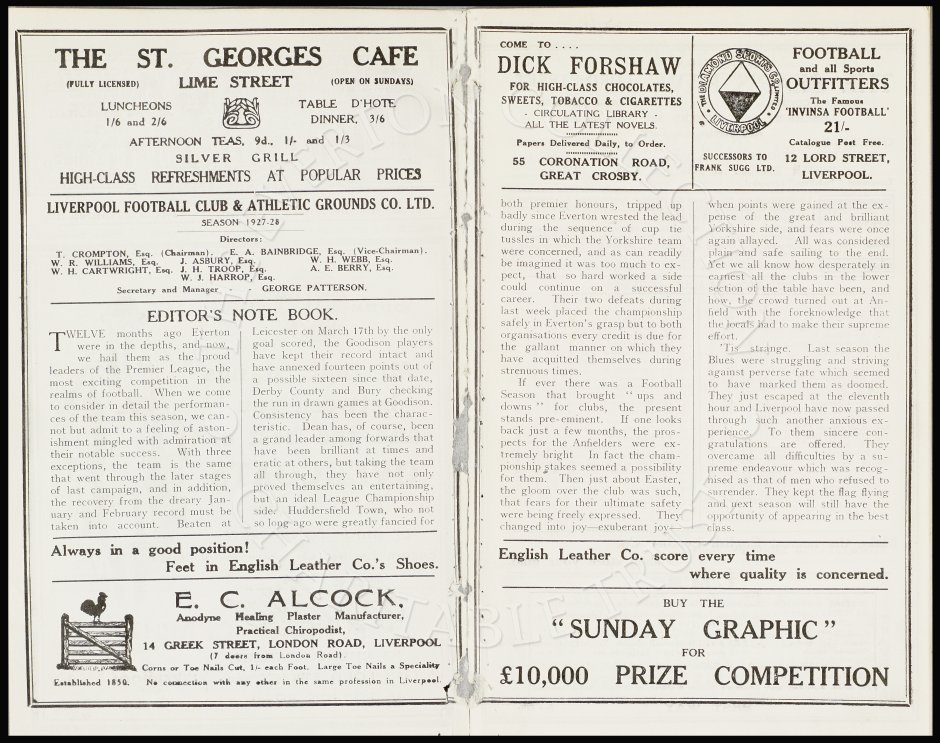 THE ST. GEORGES CAFE
(FULLY LICENSED) LIME STREET (OPEN ON SUNDAYS)
LUNCHEONS
1/6 and 2/6
TABLE D'HOTE
DINNER, 3/6
AFTERNOON TEAS, 9d., 1/- and 1/3
SILVER GRILL
HIGH-CLASS REFRESHMENTS AT POPULAR PRICES
LIVERPOOL FOOTBALL CLUB & ATHLETIC GROUNDS CO. LTD.
SEASON 1927-28
Directors:
T. CROMPTON, Esq. (Chairman). E. A. BAINBRIDGE, Esq. (Vice-Chairman).
W. R. WILLIAMS, Esq. J. ASBURY, Esq. W. H. WEBB, Esq.
W. H. CARTWRIGHT, Esq. J. H. TROOP, Esq. A. E. BERRY, Esq.
W. J. HARROP, Esq.
Secretary and Manager - - GEORGE PATTERSON.
EDITOR'S NOTE BOOK.
TWELVE months ago Everton
were in the depths, and now,
we hail them as the proud
leaders of the Premier League, the
most exciting competition in the
realms of football. When we come
to consider in detail the performan-
ces of the team this season, we can-
not but admit to a feeling of aston-
ishment mingled with admiration at
their notable success. With three
exceptions, the team is the same
that went through the later stages
of last campaign, and in addition,
the recovery from the dreary Jan-
uary and February record must be
taken into account. Beaten at
Leicester on March 17th by the only
goal scored, the Goodison players
have kept their record intact and
have annexed fourteen points out of
a possible sixteen since that date,
Derby County and Bury checking
the run in drawn games at Goodison.
Consistency has been the charac-
teristic. Dean has, of course, been
a grand leader among forwards that
have been brilliant at times and
eratic at others, but taking the team
all through, they have not only
proved themselves an entertaining,
but an ideal League Championship
side. Huddersfield Town, who not
so long ago were greatly fancied for
Always in a good position!
Feet in English Leather Co.'s Shoes.
E. C. ALCOCK,
Anodyne Healing Plaster Manufacturer,
Practical Chiropodist,
14 GREEK STREET, LONDON ROAD, LIVERPOOL
(7 doors from London Road).
Corns or Toe Nails Cut, 1/- each Foot. Large Toe Nails a Speciality
Established 1850. No connection with any other in the same profession in Liverpool.
COME TO ....
DICK FORSHAW
FOR HIGH-CLASS CHOCOLATES,
SWEETS, TOBACCO & CIGARETTES
- CIRCULATING LIBRARY -
ALL THE LATEST NOVELS.
Papers Delivered Daily, to Order.
55 CORONATION ROAD,
GREAT CROSBY.
THE DIAMOND SPORTS CO. LIMITED
LIVERPOOL
SUCCESSORS TO
FRANK SUGG LTD.
FOOTBALL
and all Sports
OUTFITTERS
The Famous
'INVINSA FOOTBALL'
21/-
Catalogue Post Free.
12 LORD STREET,
LIVERPOOL.
both premier honours, tripped up
badly since Everton wrested the lead
during the sequence of cup tie
tussles in which the Yorkshire team
were concerned, and as can readily
be imagined it was too much to ex-
pect, that so hard worked a side
could continue on a successful
career. Their two defeats during
last week placed the championship
safely in Everton's grasp but to both
organisations every credit is due for
the gallant manner on which they
have acquitted themselves during
strenuous times.
If ever there was a Football
Season that brought "ups and
downs" for clubs, the present
stands pre-eminent. If one looks
back just a few months, the pros-
pects for the Anfielders were ex-
tremely bright In fact the cham-
pionship stakes seemed a possibility
for them. Then just about Easter,
the gloom over the club was such,
that fears for their ultimate safety
were being freely expressed. They
changed into joy—exuberant joy—
when points were gained at the ex-
pense of the great and brilliant
Yorkshire side, and fears were once
again allayed. All was considered
plain and safe sailing to the end.
Yet we all know how desperately in
earnest all the clubs in the lower
section of the table have been, and
how, the crowd turned out at An-
field with the foreknowledge that
the locals had to make their supreme
effort.
'Tis strange. Last season the
Blues were struggling and striving
against perverse fate which seemed
to have marked them as doomed.
They just escaped at the eleventh
hour and Liverpool have now passed
through such another anxious ex-
perience. To them sincere con-
gratulations are offered. They
overcame all difficulties by a su-
preme endeavour which was recog-
nised as that of men who refused to
surrender. They kept the flag flying
and next season will still have the
opportunity of appearing in the best
class.
English Leather Co. score every time
where quality is concerned.
BUY THE
"SUNDAY GRAPHIC"
FOR
£10,000 PRIZE COMPETITION